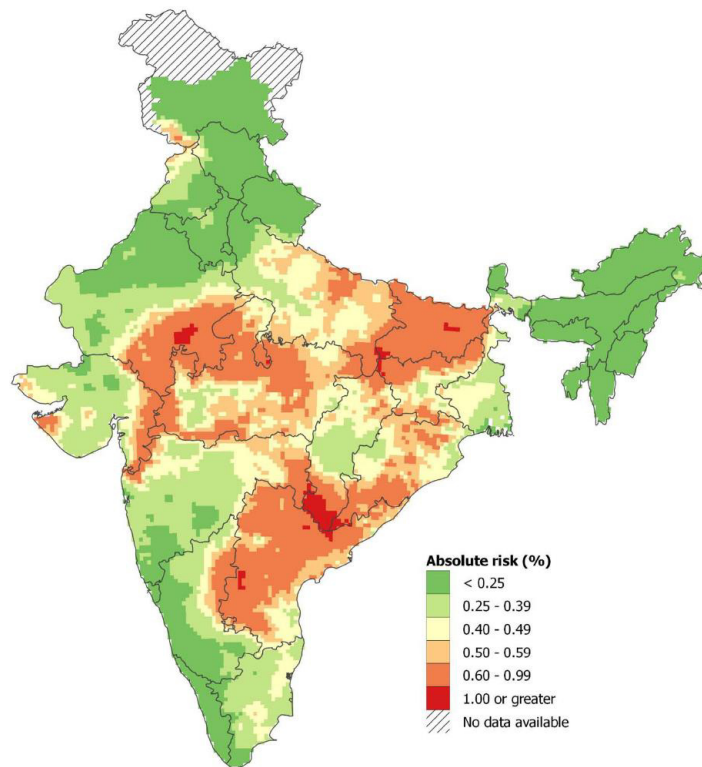 Absolute risk (%)
< 0.25
0.25 - 0.39
0.40 - 0.49
0.50 - 0.59
0.60 - 0.99
1.00 or greater
No data available